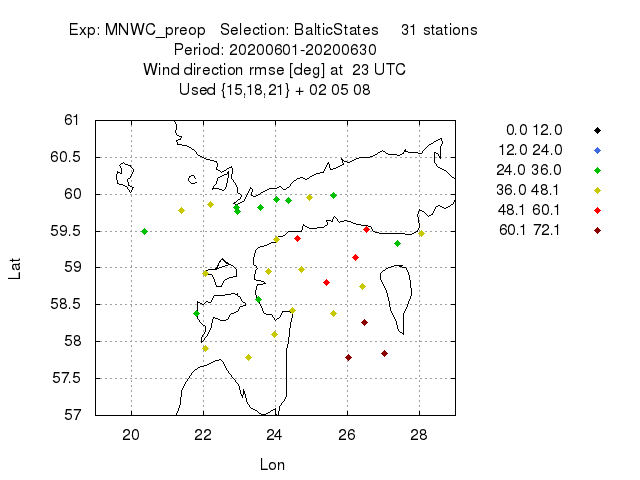 Exp: MNWC_preop Selection: BalticStates 31 stations
Period: 20200601-20200630
Wind direction rmse [deg] at 23 UTC
Used {15,18,21} + 02 05 08
61
60.5
60
59.5
59
58.5
58
57.5
57
Lat
20 22 24 26 28
Lon
0.0 12.0
12.0 24.0
24.0 36.0
36.0 48.1
48.1 60.1
60.1 72.1